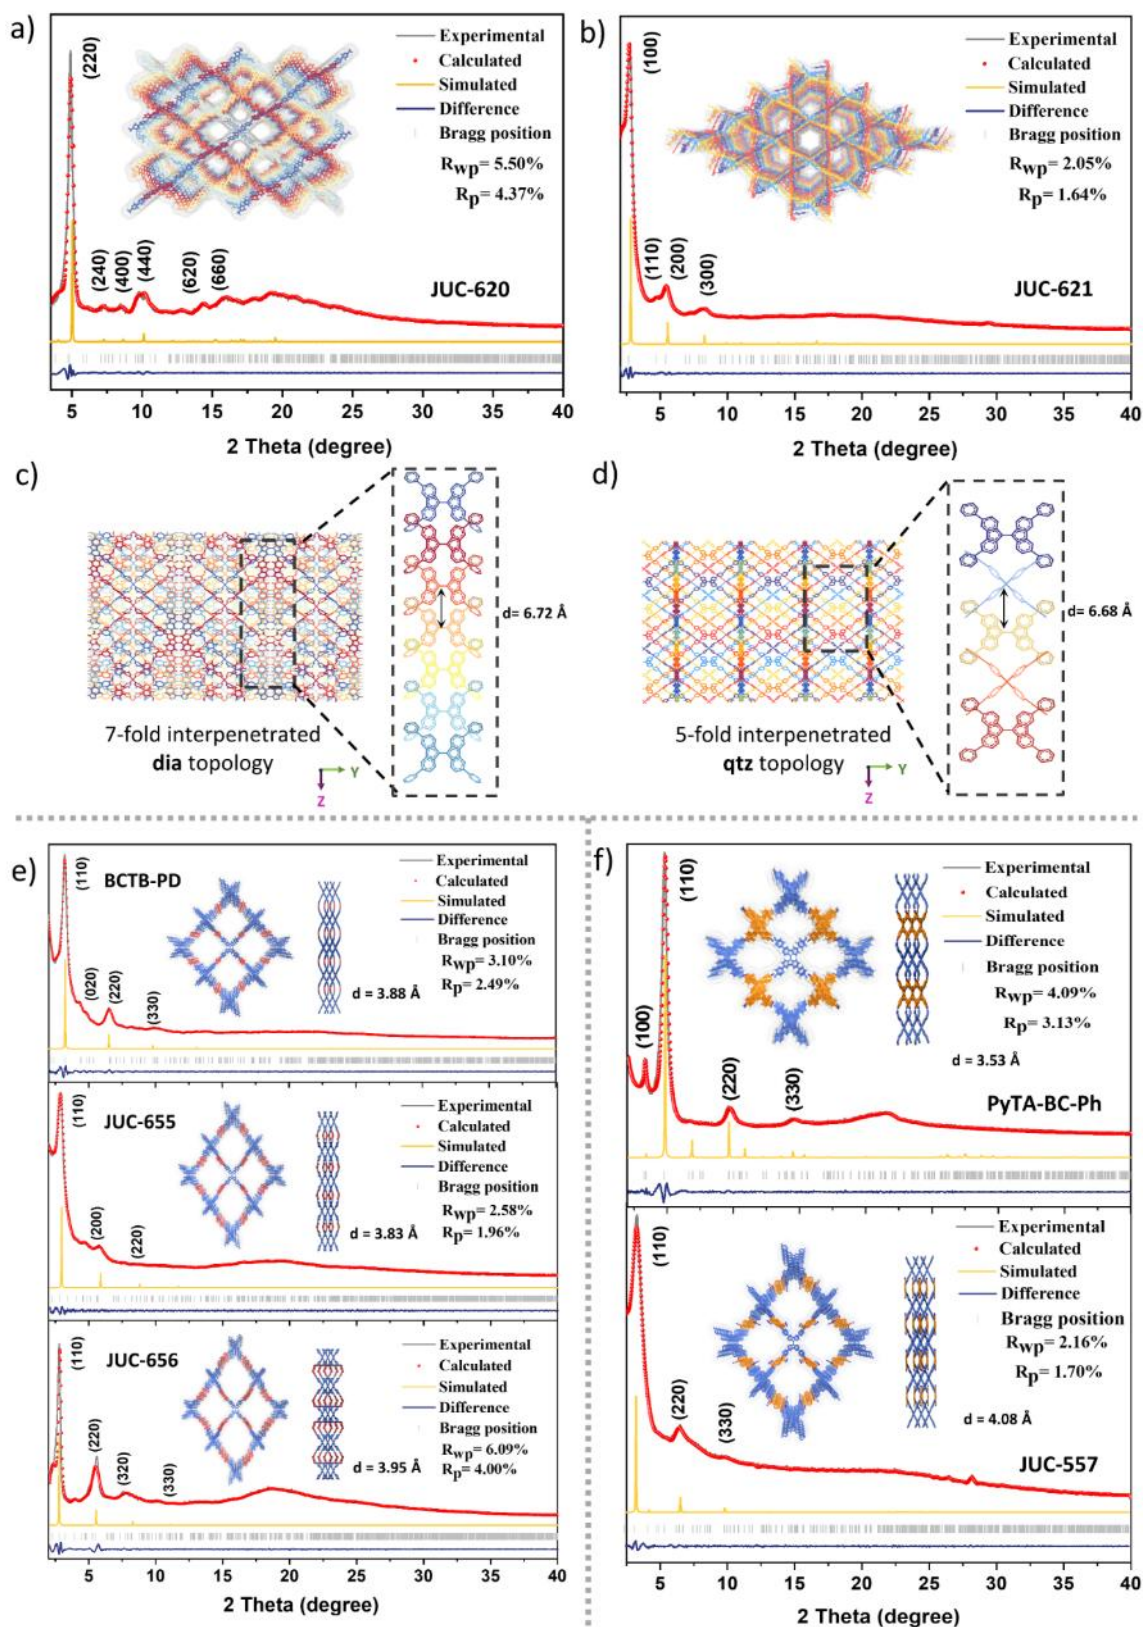 a)
(220)
Experimental
Calculated
Simulated
Difference
Bragg position
Rwp= 5.50%
Rp= 4.37%
(240)
(400)
(440)
(620)
(660)
JUC-620
5 10 15 20 25 30 35 40
2 Theta (degree)
b)
(100)
Experimental
Calculated
Simulated
Difference
Bragg position
Rwp= 2.05%
Rp= 1.64%
(110)
(200)
(300)
JUC-621
5 10 15 20 25 30 35 40
2 Theta (degree)
c)
d= 6.72 Å
7-fold interpenetrated
dia topology
Y
Z
d)
d= 6.68 Å
5-fold interpenetrated
qtz topology
Y
Z
e)
BCTB-PD
(110)
Experimental
Calculated
Simulated
Difference
Bragg position
Rwp= 3.10%
Rp= 2.49%
(020)
(220)
(330)
d = 3.88 Å
JUC-655
(110)
Experimental
Calculated
Simulated
Difference
Bragg position
Rwp= 2.58%
Rp= 1.96%
(200)
(220)
d = 3.83 Å
JUC-656
(110)
Experimental
Calculated
Simulated
Difference
Bragg position
Rwp= 6.09%
Rp= 4.00%
(220)
(320)
(330)
d = 3.95 Å
5 10 15 20 25 30 35 40
2 Theta (degree)
f)
(110)
Experimental
Calculated
Simulated
Difference
Bragg position
Rwp= 4.09%
Rp= 3.13%
(100)
(220)
(330)
d = 3.53 Å
PyTA-BC-Ph
(110)
Experimental
Calculated
Simulated
Difference
Bragg position
Rwp= 2.16%
Rp= 1.70%
(220)
(330)
d = 4.08 Å
JUC-557
5 10 15 20 25 30 35 40
2 Theta (degree)